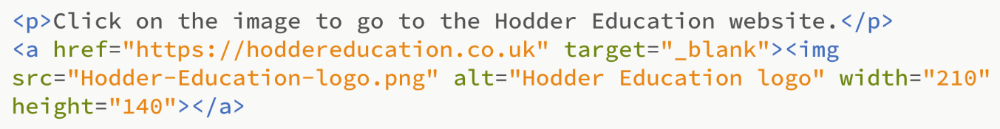 <p>Click on the image to go to the Hodder Education website.</p>
<a href="https://hoddereducation.co.uk" target="_blank"><img
src="Hodder-Education-logo.png" alt="Hodder Education logo" width="210"
height="140"></a>